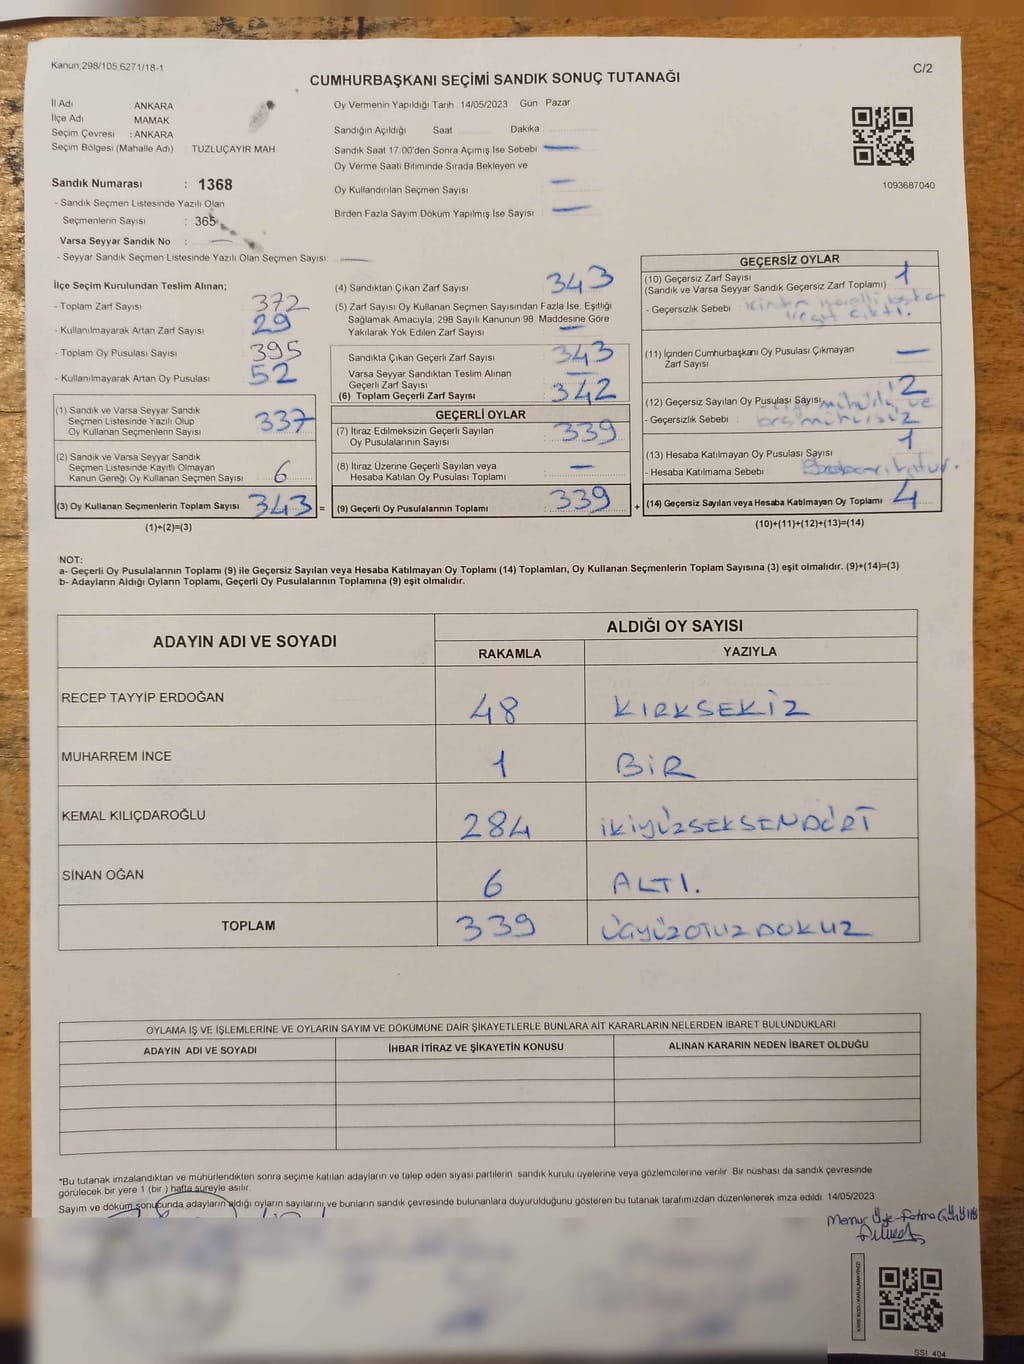 Kanun;298/105,6271/18-1
C/2
CUMHURBAŞKANI SEÇİMİ SANDIK SONUÇ TUTANAĞI
İl Adı ANKARA
İlçe Adı MAMAK
Seçim Çevresi : ANKARA
Seçim Bölgesi (Mahalle Adı) TUZLUÇAYIR MAH
Sandık Numarası : 1368
- Sandık Seçmen Listesinde Yazılı Olan
Seçmenlerin Sayısı : 365
Varsa Seyyar Sandık No : —
- Seyyar Sandık Seçmen Listesinde Yazılı Olan Seçmen Sayısı: —
Oy Vermenin Yapıldığı Tarih 14/05/2023 Gün Pazar
Sandığın Açıldığı Saat Dakika
Sandık Saat 17.00'den Sonra Açımış İse Sebebi —
Oy Verme Saati Bitiminde Sırada Bekleyen ve
Oy Kullandırılan Seçmen Sayısı —
Birden Fazla Sayım Döküm Yapılmış İse Sayısı —
1093687040
İlçe Seçim Kurulundan Teslim Alınan;
- Toplam Zarf Sayısı 372
- Kullanılmayarak Artan Zarf Sayısı 29
- Toplam Oy Pusulası Sayısı 395
- Kullanılmayarak Artan Oy Pusulası 52
(1) Sandık ve Varsa Seyyar Sandık
Seçmen Listesinde Yazılı Olup
Oy Kullanan Seçmenlerin Sayısı 337
(2) Sandık ve Varsa Seyyar Sandık
Seçmen Listesinde Kayıtlı Olmayan
Kanun Gereği Oy Kullanan Seçmen Sayısı 6
(3) Oy Kullanan Seçmenlerin Toplam Sayısı 343 =
(1)+(2)=(3)
(4) Sandıktan Çıkan Zarf Sayısı 343
(5) Zarf Sayısı Oy Kullanan Seçmen Sayısından Fazla İse, Eşitliği
Sağlamak Amacıyla, 298 Sayılı Kanunun 98 Maddesine Göre
Yakılarak Yok Edilen Zarf Sayısı —
Sandıkta Çıkan Geçerli Zarf Sayısı 343
Varsa Seyyar Sandıktan Teslim Alınan
Geçerli Zarf Sayısı —
(6) Toplam Geçerli Zarf Sayısı 342
GEÇERLİ OYLAR
(7) İtiraz Edilmeksizin Geçerli Sayılan
Oy Pusulalarının Sayısı 339
(8) İtiraz Üzerine Geçerli Sayılan veya
Hesaba Katılan Oy Pusulası Toplamı —
(9) Geçerli Oy Pusulalarının Toplamı 339 +
GEÇERSİZ OYLAR
(10) Geçersiz Zarf Sayısı 1
(Sandık ve Varsa Seyyar Sandık Geçersiz Zarf Toplamı)
- Geçersizlik Sebebi :
çıktı.
(11) İçinden Cumhurbaşkanı Oy Pusulası Çıkmayan
Zarf Sayısı —
(12) Geçersiz Sayılan Oy Pusulası Sayısı 2
- Geçersizlik Sebebi : ve
(13) Hesaba Katılmayan Oy Pusulası Sayısı 1
- Hesaba Katılmama Sebebi :
(14) Geçersiz Sayılan veya Hesaba Katılmayan Oy Toplamı 4
(10)+(11)+(12)+(13)=(14)
NOT:
a- Geçerli Oy Pusulalarının Toplamı (9) ile Geçersiz Sayılan veya Hesaba Katılmayan Oy Toplamı (14) Toplamları, Oy Kullanan Seçmenlerin Toplam Sayısına (3) eşit olmalıdır. (9)+(14)=(3)
b- Adayların Aldığı Oyların Toplamı, Geçerli Oy Pusulalarının Toplamına (9) eşit olmalıdır.
ADAYIN ADI VE SOYADI ALDIĞI OY SAYISI
RAKAMLA YAZIYLA
RECEP TAYYİP ERDOĞAN 48 KIRKSEKİZ
MUHARREM İNCE 1 BİR
KEMAL KILIÇDAROĞLU 284 İKİYÜZSEKSENDÖRT
SİNAN OĞAN 6 ALTI.
TOPLAM 339 ÜÇYÜZOTUZDOKUZ
OYLAMA İŞ VE İŞLEMLERİNE VE OYLARIN SAYIM VE DÖKÜMÜNE DAİR ŞİKAYETLERLE BUNLARA AİT KARARLARIN NELERDEN İBARET BULUNDUKLARI
ADAYIN ADI VE SOYADI İHBAR İTİRAZ VE ŞİKAYETİN KONUSU ALINAN KARARIN NEDEN İBARET OLDUĞU
*Bu tutanak imzalandıktan ve mühürlendikten sonra seçime katılan adayların ve talep eden siyasi partilerin sandık kurulu üyelerine veya gözlemcilerine verilir Bir nüshası da sandık çevresinde
görülecek bir yere 1 (bir ) hafta süreyle asılır.
Sayım ve döküm sonucunda adayların aldığı oyların sayılarını ve bunların sandık çevresinde bulunanlara duyurulduğunu gösteren bu tutanak tarafımızdan düzenlenerek imza edildi. 14/05/2023
Memur Üye Fatma
SSI 404